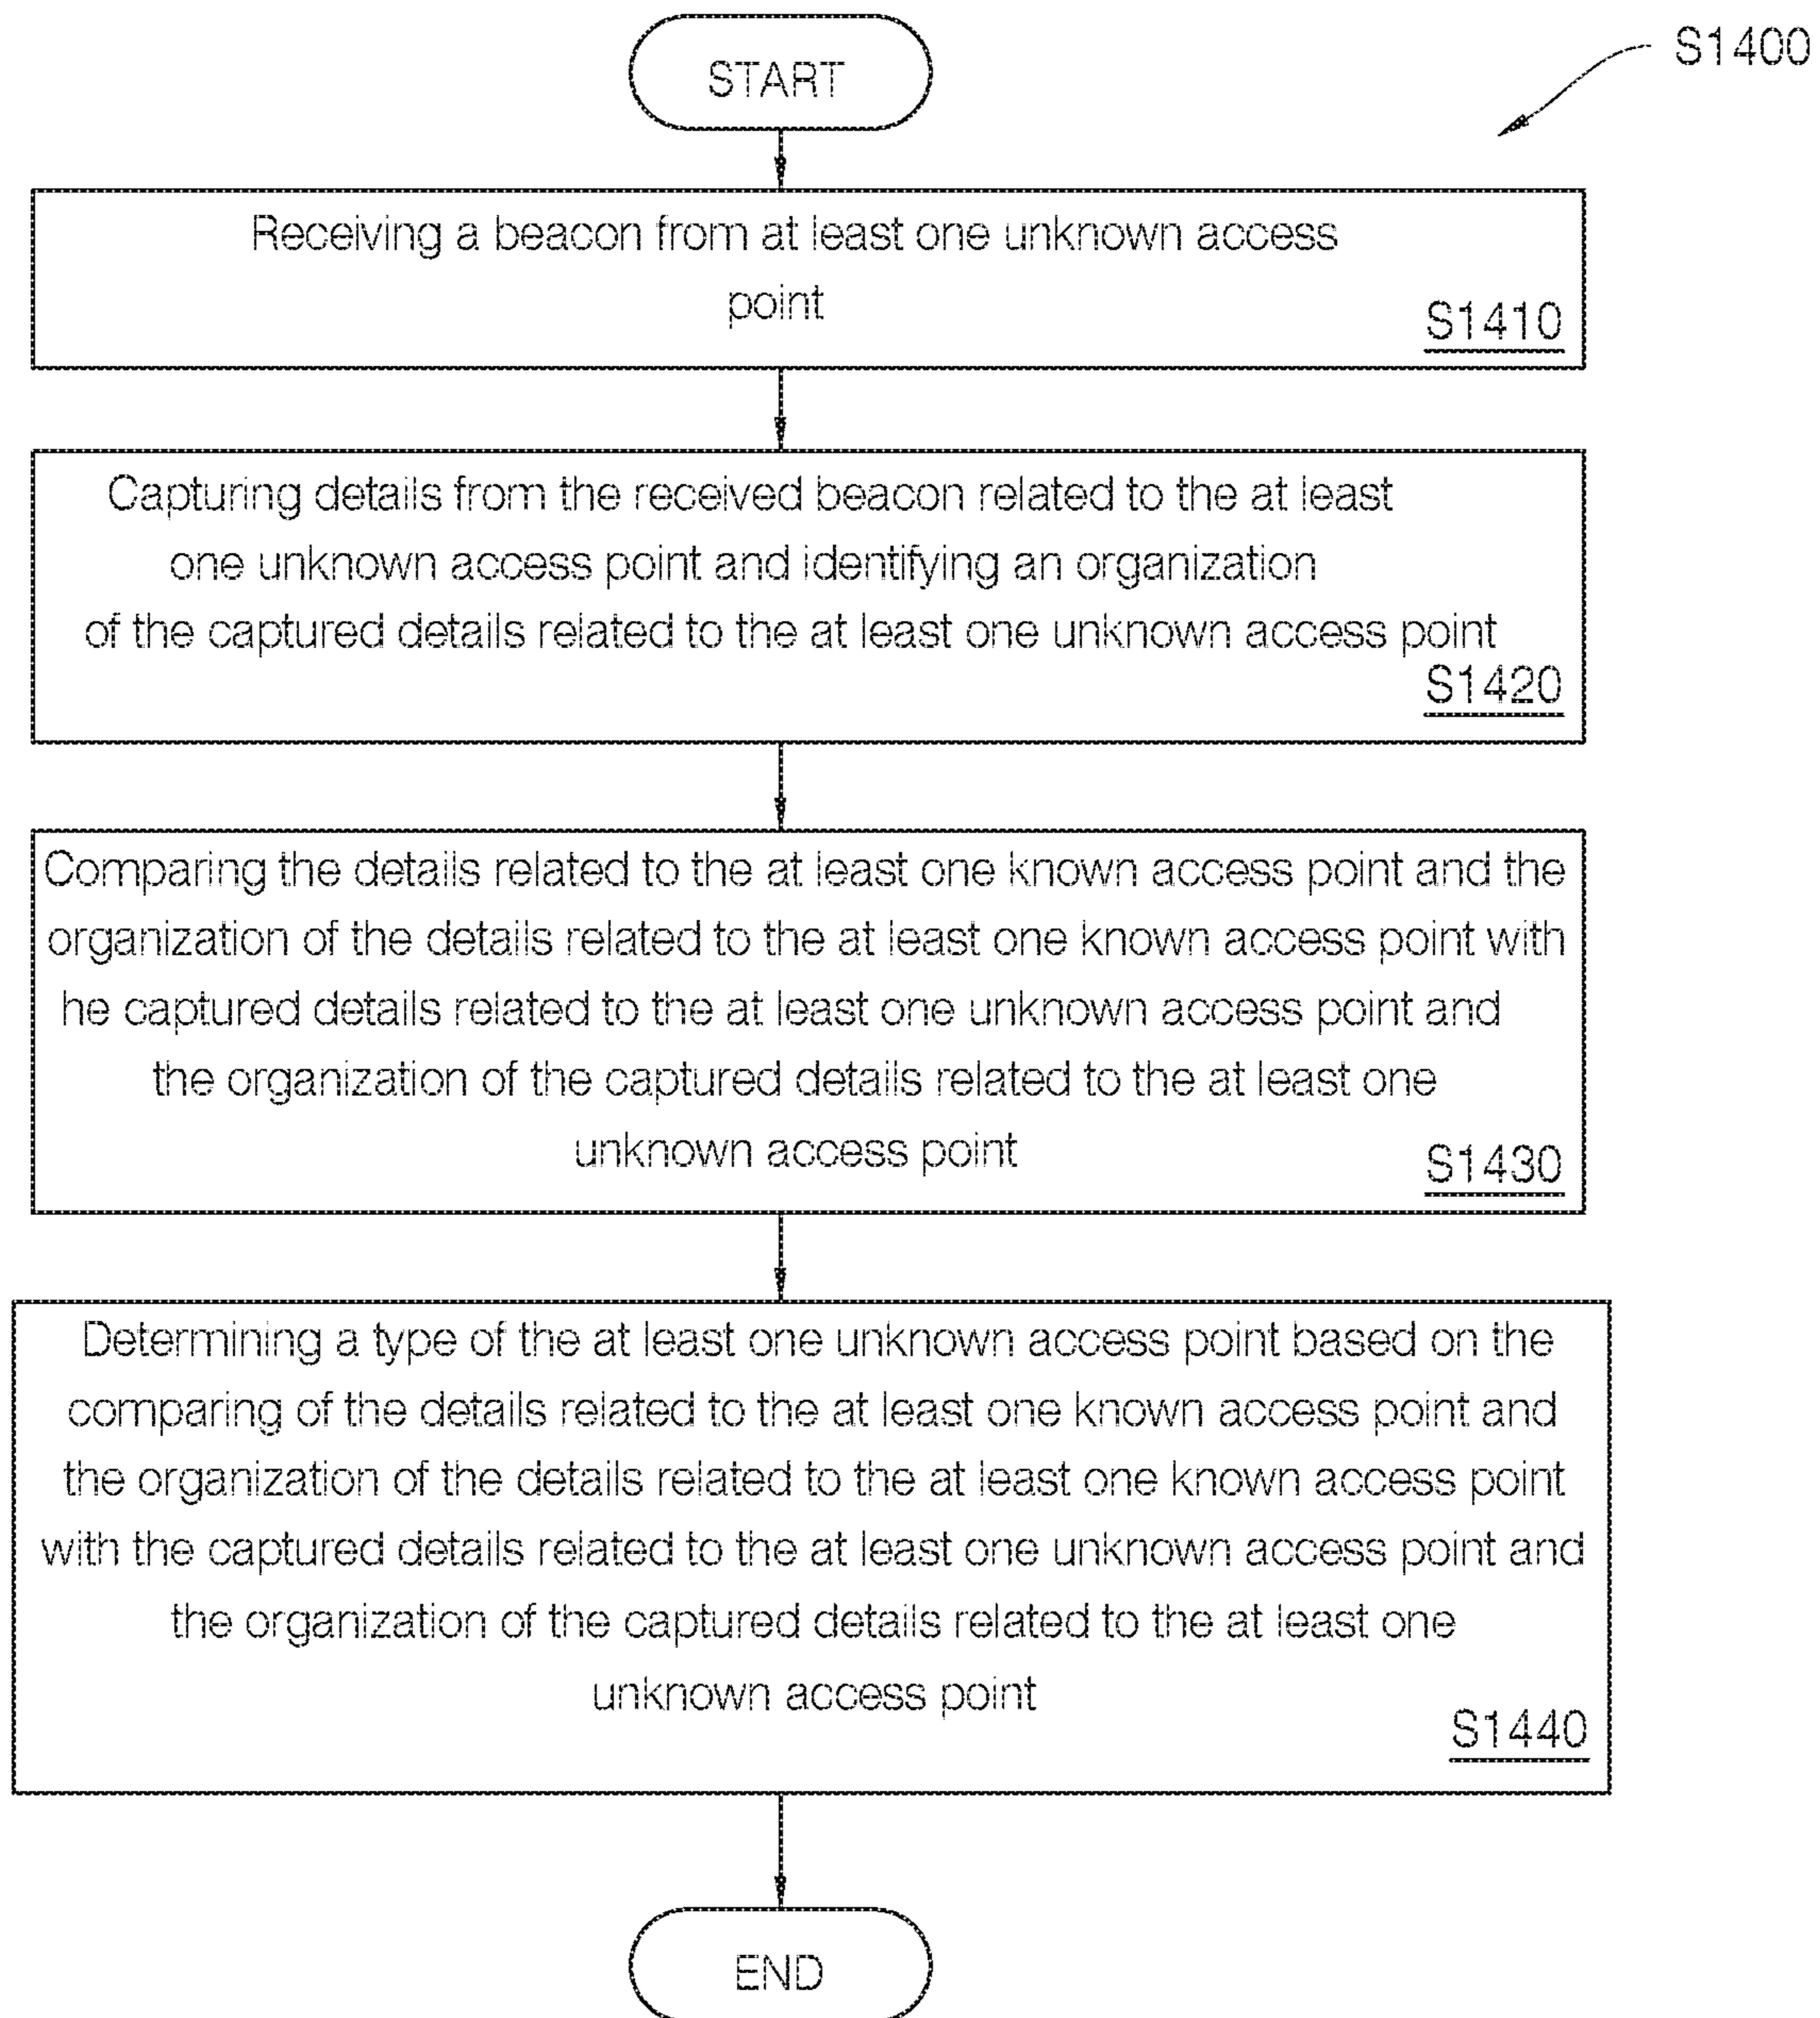 START
S1400
Receiving a beacon from at least one unknown access
point
S1410
Capturing details from the received beacon related to the at least
one unknown access point and identifying an organization
of the captured details related to the at least one unknown access point
S1420
Comparing the details related to the at least one known access point and the
organization of the details related to the at least one known access point with
he captured details related to the at least one unknown access point and
the organization of the captured details related to the at least one
unknown access point
S1430
Determining a type of the at least one unknown access point based on the
comparing of the details related to the at least one known access point and
the organization of the details related to the at least one known access point
with the captured details related to the at least one unknown access point and
the organization of the captured details related to the at least one
unknown access point
S1440
END